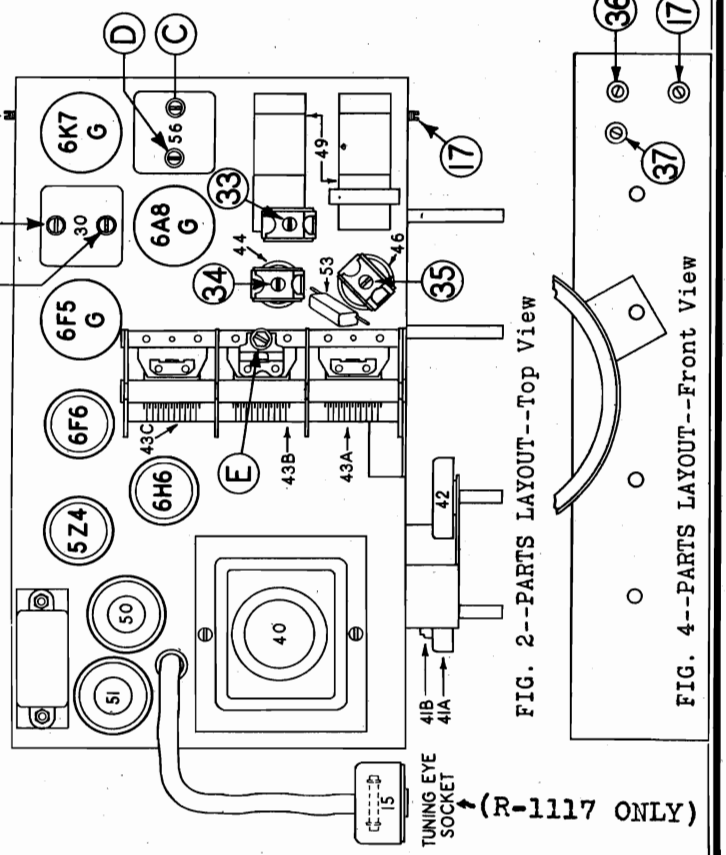 D
C
6K7
G
56
30
6A8
G
33
49
17
44
34
53
46
35
6F5
G
6F6
43C
E
43B
43A
6H6
5Z4
50
51
40
42
41B
41A
15
TUNING EYE
SOCKET
(R-1117 ONLY)
FIG. 2--PARTS LAYOUT--Top View
36
17
37
FIG. 4--PARTS LAYOUT--Front View